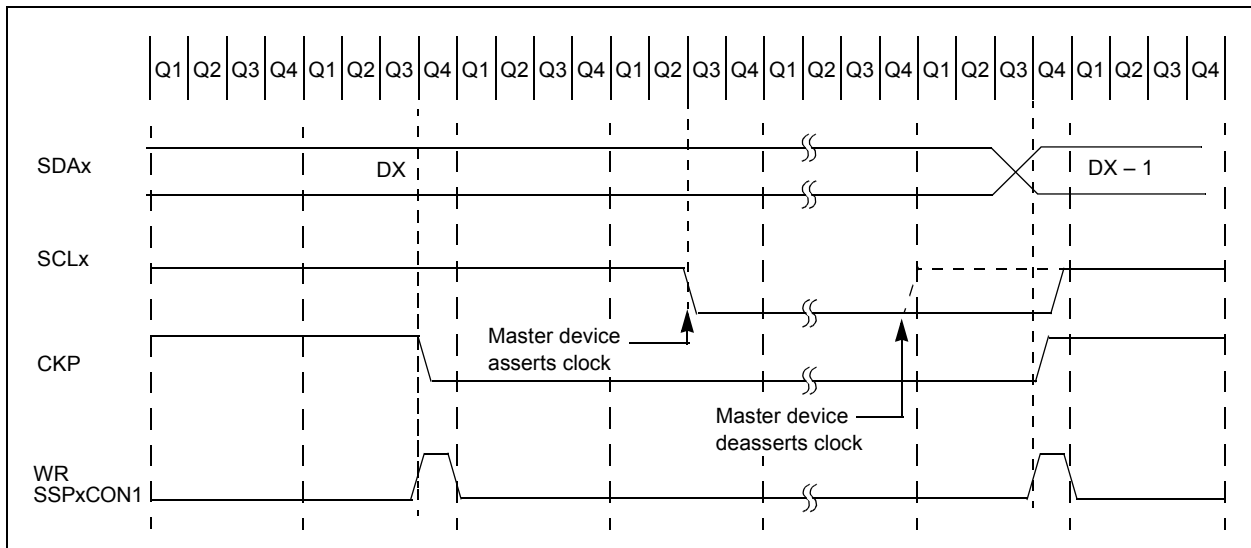 Q1 Q2 Q3 Q4 Q1 Q2 Q3 Q4 Q1 Q2 Q3 Q4 Q1 Q2 Q3 Q4 Q1 Q2 Q3 Q4 Q1 Q2 Q3 Q4 Q1 Q2 Q3 Q4
SDAx
DX
DX – 1
SCLx
Master device
asserts clock
CKP
Master device
deasserts clock
WR
SSPxCON1